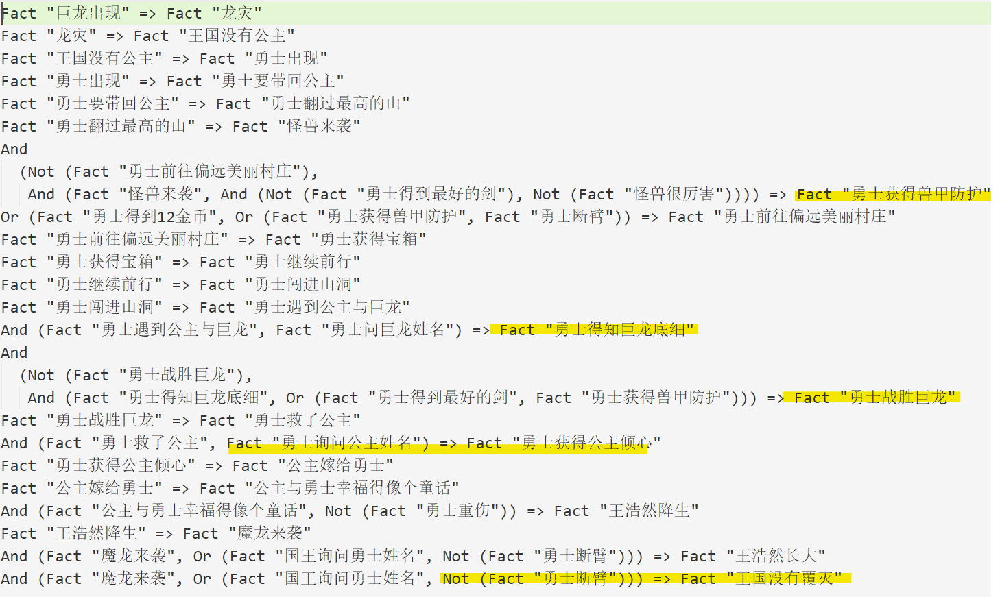 Fact "巨龙出现" => Fact "龙灾"
Fact "龙灾" => Fact "王国没有公主"
Fact "王国没有公主" => Fact "勇士出现"
Fact "勇士出现" => Fact "勇士要带回公主"
Fact "勇士要带回公主" => Fact "勇士翻过最高的山"
Fact "勇士翻过最高的山" => Fact "怪兽来袭"
And
(Not (Fact "勇士前往偏远美丽村庄"),
And (Fact "怪兽来袭", And (Not (Fact "勇士得到最好的剑"), Not (Fact "怪兽很厉害")))) => Fact "勇士获得兽甲防护"
Or (Fact "勇士得到12金币", Or (Fact "勇士获得兽甲防护", Fact "勇士断臂")) => Fact "勇士前往偏远美丽村庄"
Fact "勇士前往偏远美丽村庄" => Fact "勇士获得宝箱"
Fact "勇士获得宝箱" => Fact "勇士继续前行"
Fact "勇士继续前行" => Fact "勇士闯进山洞"
Fact "勇士闯进山洞" => Fact "勇士遇到公主与巨龙"
And (Fact "勇士遇到公主与巨龙", Fact "勇士问巨龙姓名") => Fact "勇士得知巨龙底细"
And
(Not (Fact "勇士战胜巨龙"),
And (Fact "勇士得知巨龙底细", Or (Fact "勇士得到最好的剑", Fact "勇士获得兽甲防护"))) => Fact "勇士战胜巨龙"
Fact "勇士战胜巨龙" => Fact "勇士救了公主"
And (Fact "勇士救了公主", Fact "勇士询问公主姓名") => Fact "勇士获得公主倾心"
Fact "勇士获得公主倾心" => Fact "公主嫁给勇士"
Fact "公主嫁给勇士" => Fact "公主与勇士幸福得像个童话"
And (Fact "公主与勇士幸福得像个童话", Not (Fact "勇士重伤")) => Fact "王浩然降生"
Fact "王浩然降生" => Fact "魔龙来袭"
And (Fact "魔龙来袭", Or (Fact "国王询问勇士姓名", Not (Fact "勇士断臂"))) => Fact "王浩然长大"
And (Fact "魔龙来袭", Or (Fact "国王询问勇士姓名", Not (Fact "勇士断臂"))) => Fact "王国没有覆灭"